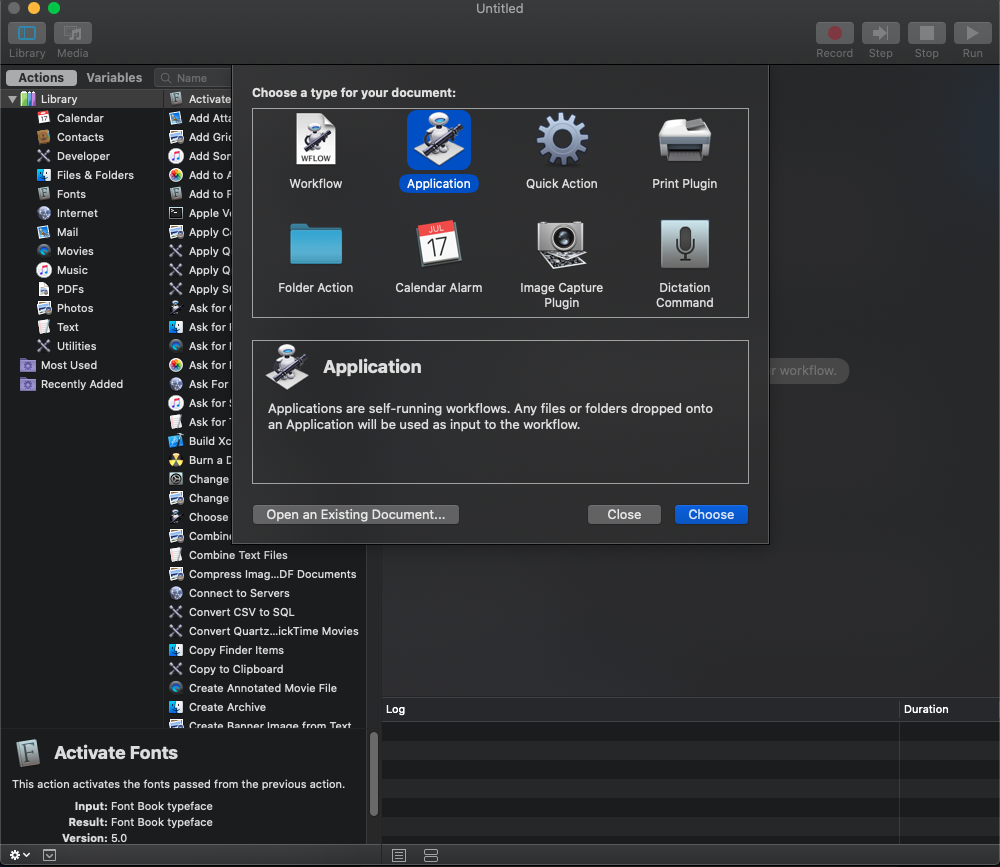 Untitled
Library
Media
Record
Step
Stop
Run
Actions
Variables
Name
Library
Calendar
Contacts
Developer
Files & Folders
Fonts
Internet
Mail
Movies
Music
PDFs
Photos
Text
Utilities
Most Used
Recently Added
Activate
Add
Add
Add
Add to
Add to
Apple
Apply
Apply
Apply
Apply
Ask for
Ask for
Ask for
Ask for
Ask For
Ask for
Ask for
Build
Burn a
Change
Change
Choose
Combine
Combine Text Files
Compress Imag...DF Documents
Connect to Servers
Convert CSV to SQL
Convert Quartz...ickTime Movies
Copy Finder Items
Copy to Clipboard
Create Annotated Movie File
Create Archive
Create Banner Image from Text
Choose a type for your document:
WFLOW
Workflow
Application
Quick Action
Print Plugin
Folder Action
JUL
17
Calendar Alarm
Image Capture
Plugin
Dictation
Command
Application
Applications are self-running workflows. Any files or folders dropped onto
an Application will be used as input to the workflow.
Open an Existing Document...
Close
Choose
workflow.
Log
Duration
Activate Fonts
This action activates the fonts passed from the previous action.
Input: Font Book typeface
Result: Font Book typeface
Version: 5.0